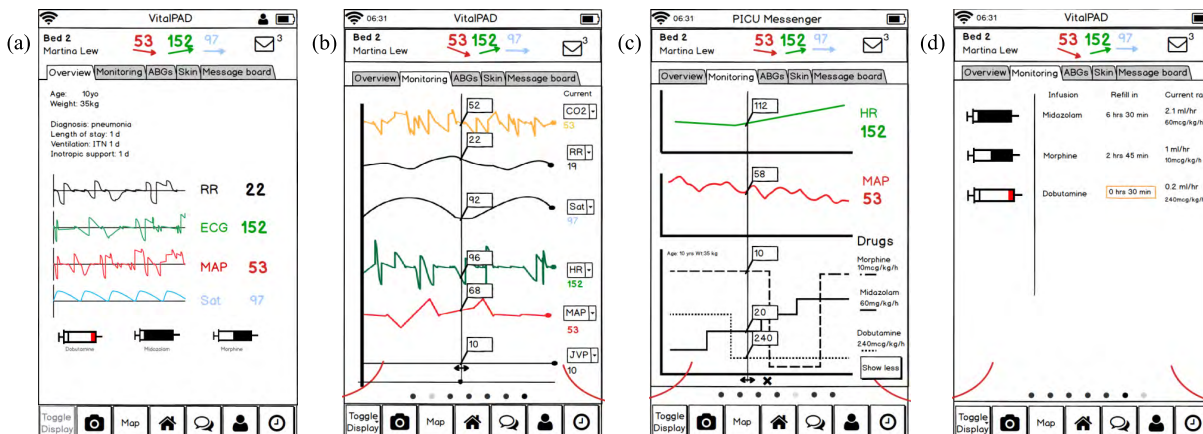 (a)
VitalPAD
Bed 2
Martina Lew
53 152 97
3
Overview Monitoring ABGs Skin Message board
Age: 10yo
Weight: 35kg
Diagnosis: pneumonia
Length of stay: 1 d
Ventilation: ITN 1 d
Inotropic support: 1 d
RR 22
ECG 152
MAP 53
Sat 97
Dobutamine Midazolam Morphine
Toggle Display
Map
(b)
06:31 VitalPAD
Bed 2
Martina Lew
53 152 97
3
Overview Monitoring ABGs Skin Message board
Current
52
CO2
53
22
RR
19
92
Sat
97
96
HR
152
68
MAP
53
10
JVP
10
Toggle Display
Map
(c)
06:31 PICU Messenger
Bed 2
Martina Lew
53 152 97
3
Overview Monitoring ABGs Skin Message board
112
HR
152
58
MAP
53
Drugs
Age: 10 yrs Wt:35 kg
10
Morphine
10mcg/kg/h
Midazolam
60mg/kg/h
20
Dobutamine
240mcg/kg/h
240
Show less
Toggle Display
Map
(d)
06:31 VitalPAD
Bed 2
Martina Lew
53 152 97
3
Overview Monitoring ABGs Skin Message board
Infusion Refill in Current ra
Midazolam 6 hrs 30 min 2.1 ml/hr
60mcg/kg/h
Morphine 2 hrs 45 min 1 ml/hr
10mcg/kg/h
Dobutamine 0 hrs 30 min 0.2. ml/hr
240mcg/kg/h
Toggle Display
Map